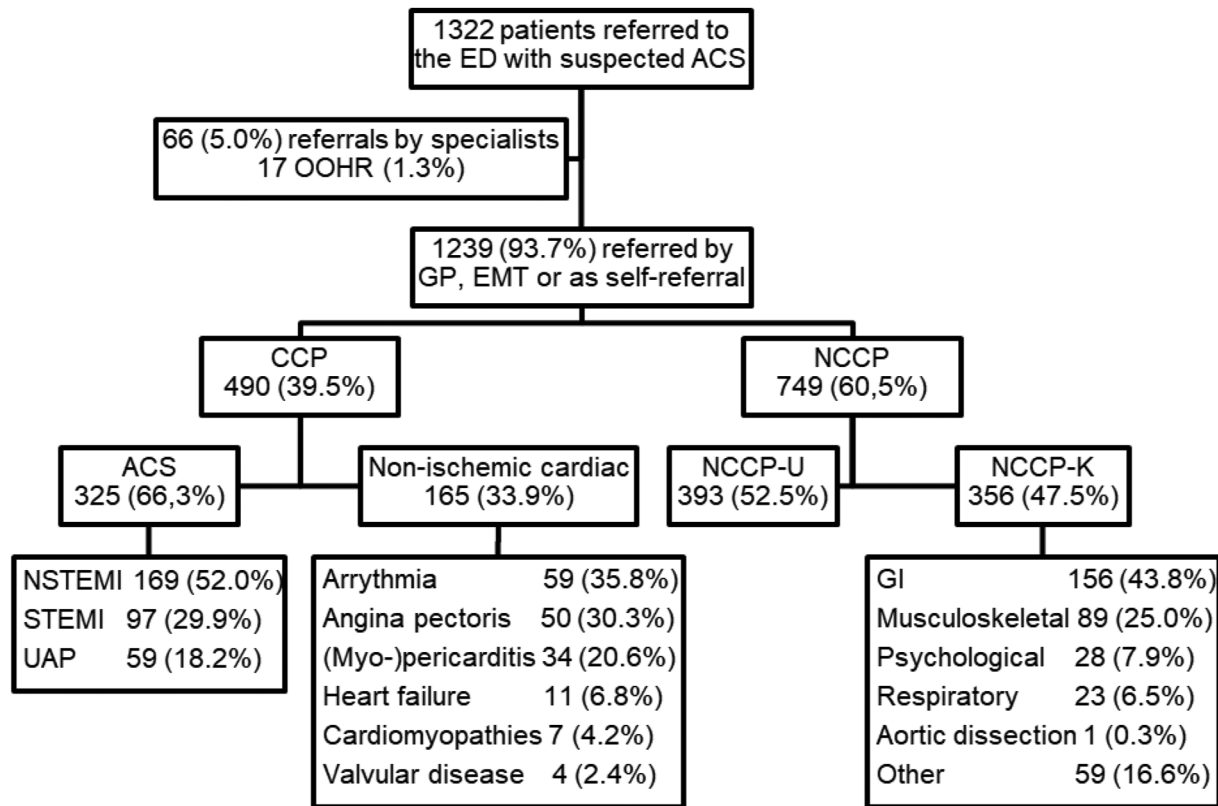 1322 patients referred to
the ED with suspected ACS
66 (5.0%) referrals by specialists
17 OOHR (1.3%)
1239 (93.7%) referred by
GP, EMT or as self-referral
CCP
490 (39.5%)
NCCP
749 (60,5%)
ACS
325 (66,3%)
Non-ischemic cardiac
165 (33.9%)
NCCP-U
393 (52.5%)
NCCP-K
356 (47.5%)
NSTEMI 169 (52.0%)
STEMI 97 (29.9%)
UAP 59 (18.2%)
Arrythmia 59 (35.8%)
Angina pectoris 50 (30.3%)
(Myo-)pericarditis 34 (20.6%)
Heart failure 11 (6.8%)
Cardiomyopathies 7 (4.2%)
Valvular disease 4 (2.4%)
GI 156 (43.8%)
Musculoskeletal 89 (25.0%)
Psychological 28 (7.9%)
Respiratory 23 (6.5%)
Aortic dissection 1 (0.3%)
Other 59 (16.6%)